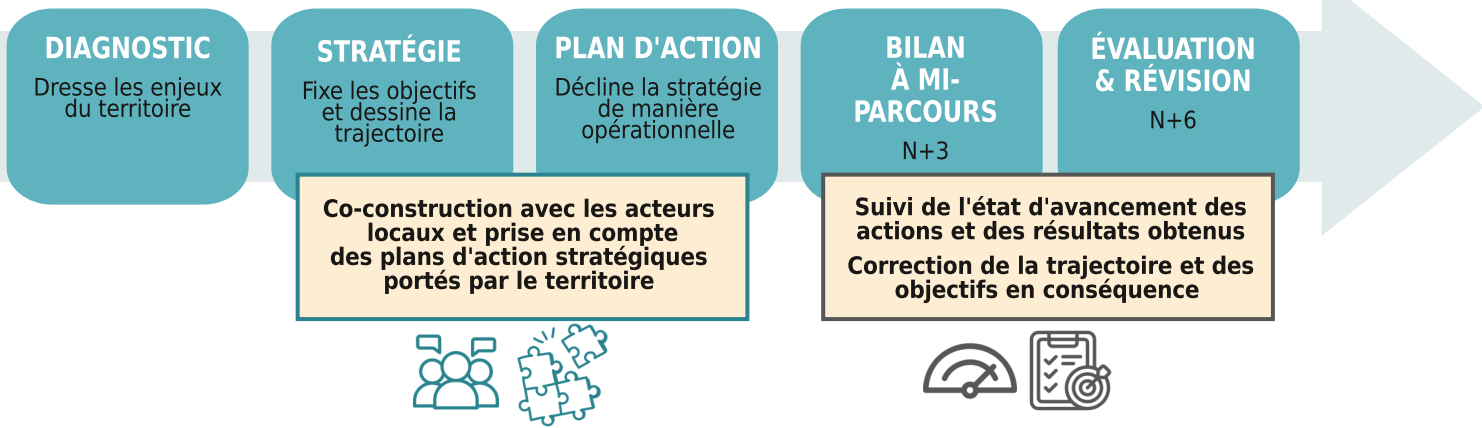 DIAGNOSTIC
Dresse les enjeux
du territoire
STRATÉGIE
Fixe les objectifs
et dessine la
trajectoire
PLAN D'ACTION
Décline la stratégie
de manière
opérationnelle
BILAN
À MI-
PARCOURS
N+3
ÉVALUATION
& RÉVISION
N+6
Co-construction avec les acteurs
locaux et prise en compte
des plans d'action stratégiques
portés par le territoire
Suivi de l'état d'avancement des
actions et des résultats obtenus
Correction de la trajectoire et des
objectifs en conséquence